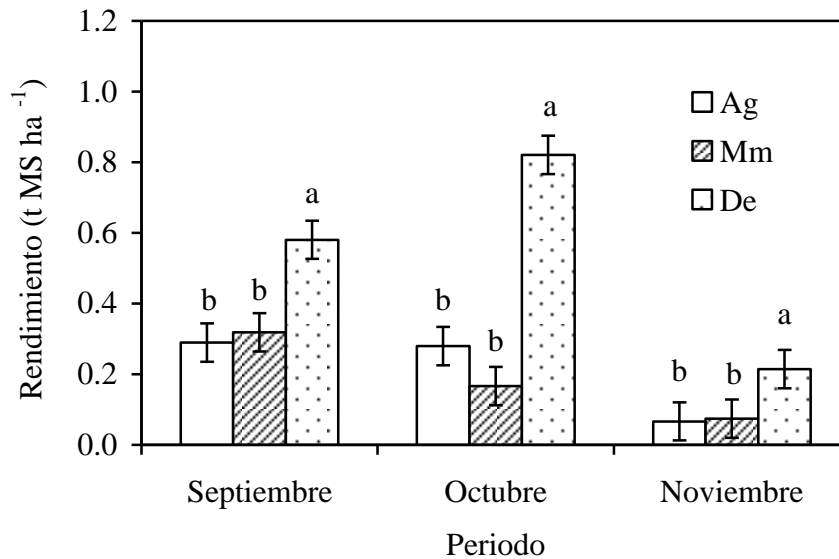 Rendimiento (t MS ha⁻¹)
1.2
1.0
0.8
0.6
0.4
0.2
0.0
b
b
a
b
b
a
b
b
a
Ag
Mm
De
Septiembre
Octubre
Noviembre
Periodo